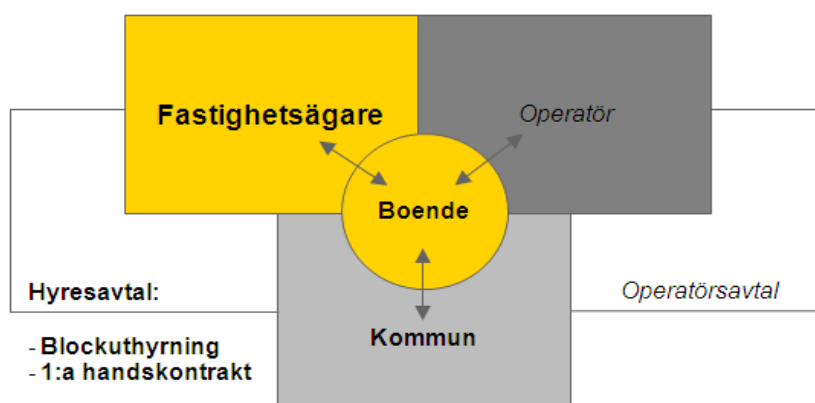 Fastighetsägare
Operatör
Boende
Hyresavtal:
Operatörsavtal
Kommun
- Blockuthyrning
- 1:a handskontrakt